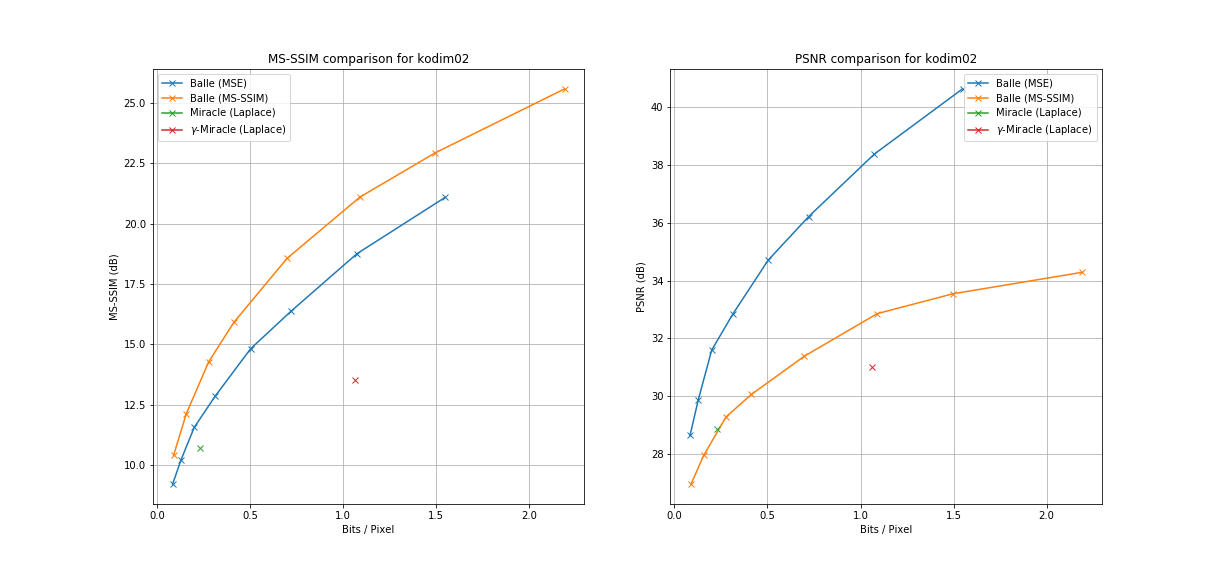 MS-SSIM comparison for kodim02
Balle (MSE)
Balle (MS-SSIM)
Miracle (Laplace)
γ-Miracle (Laplace)
MS-SSIM (dB)
25.0
22.5
20.0
17.5
15.0
12.5
10.0
0.0 0.5 1.0 1.5 2.0
Bits / Pixel
PSNR comparison for kodim02
Balle (MSE)
Balle (MS-SSIM)
Miracle (Laplace)
γ-Miracle (Laplace)
PSNR (dB)
40
38
36
34
32
30
28
0.0 0.5 1.0 1.5 2.0
Bits / Pixel